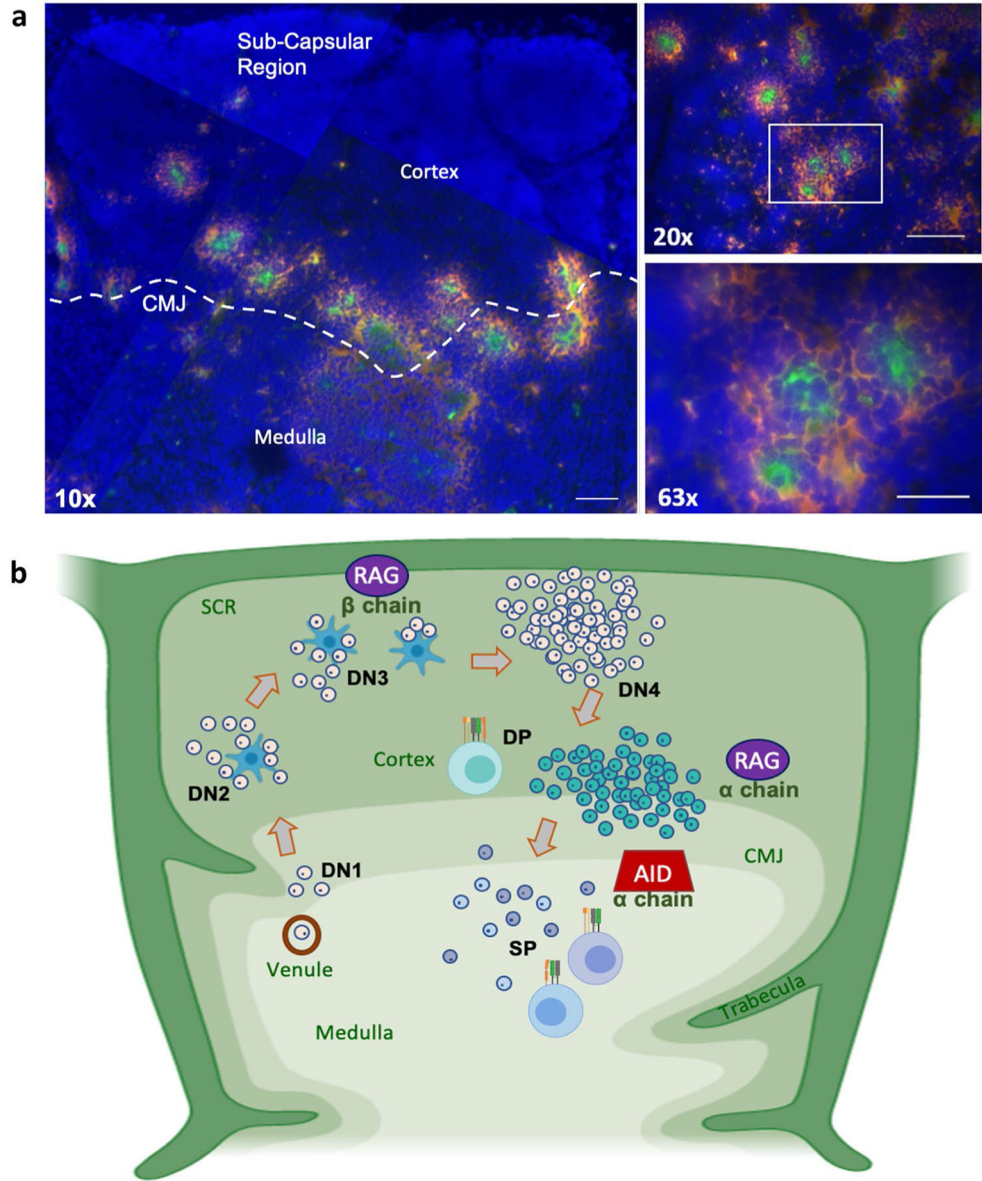 a
Sub-Capsular
Region
Cortex
CMJ
Medulla
10x
20x
63x
b
SCR
RAG
β chain
DN3
DN4
DN2
Cortex
DP
RAG
α chain
DN1
CMJ
AID
α chain
SP
Venule
Medulla
Trabecula